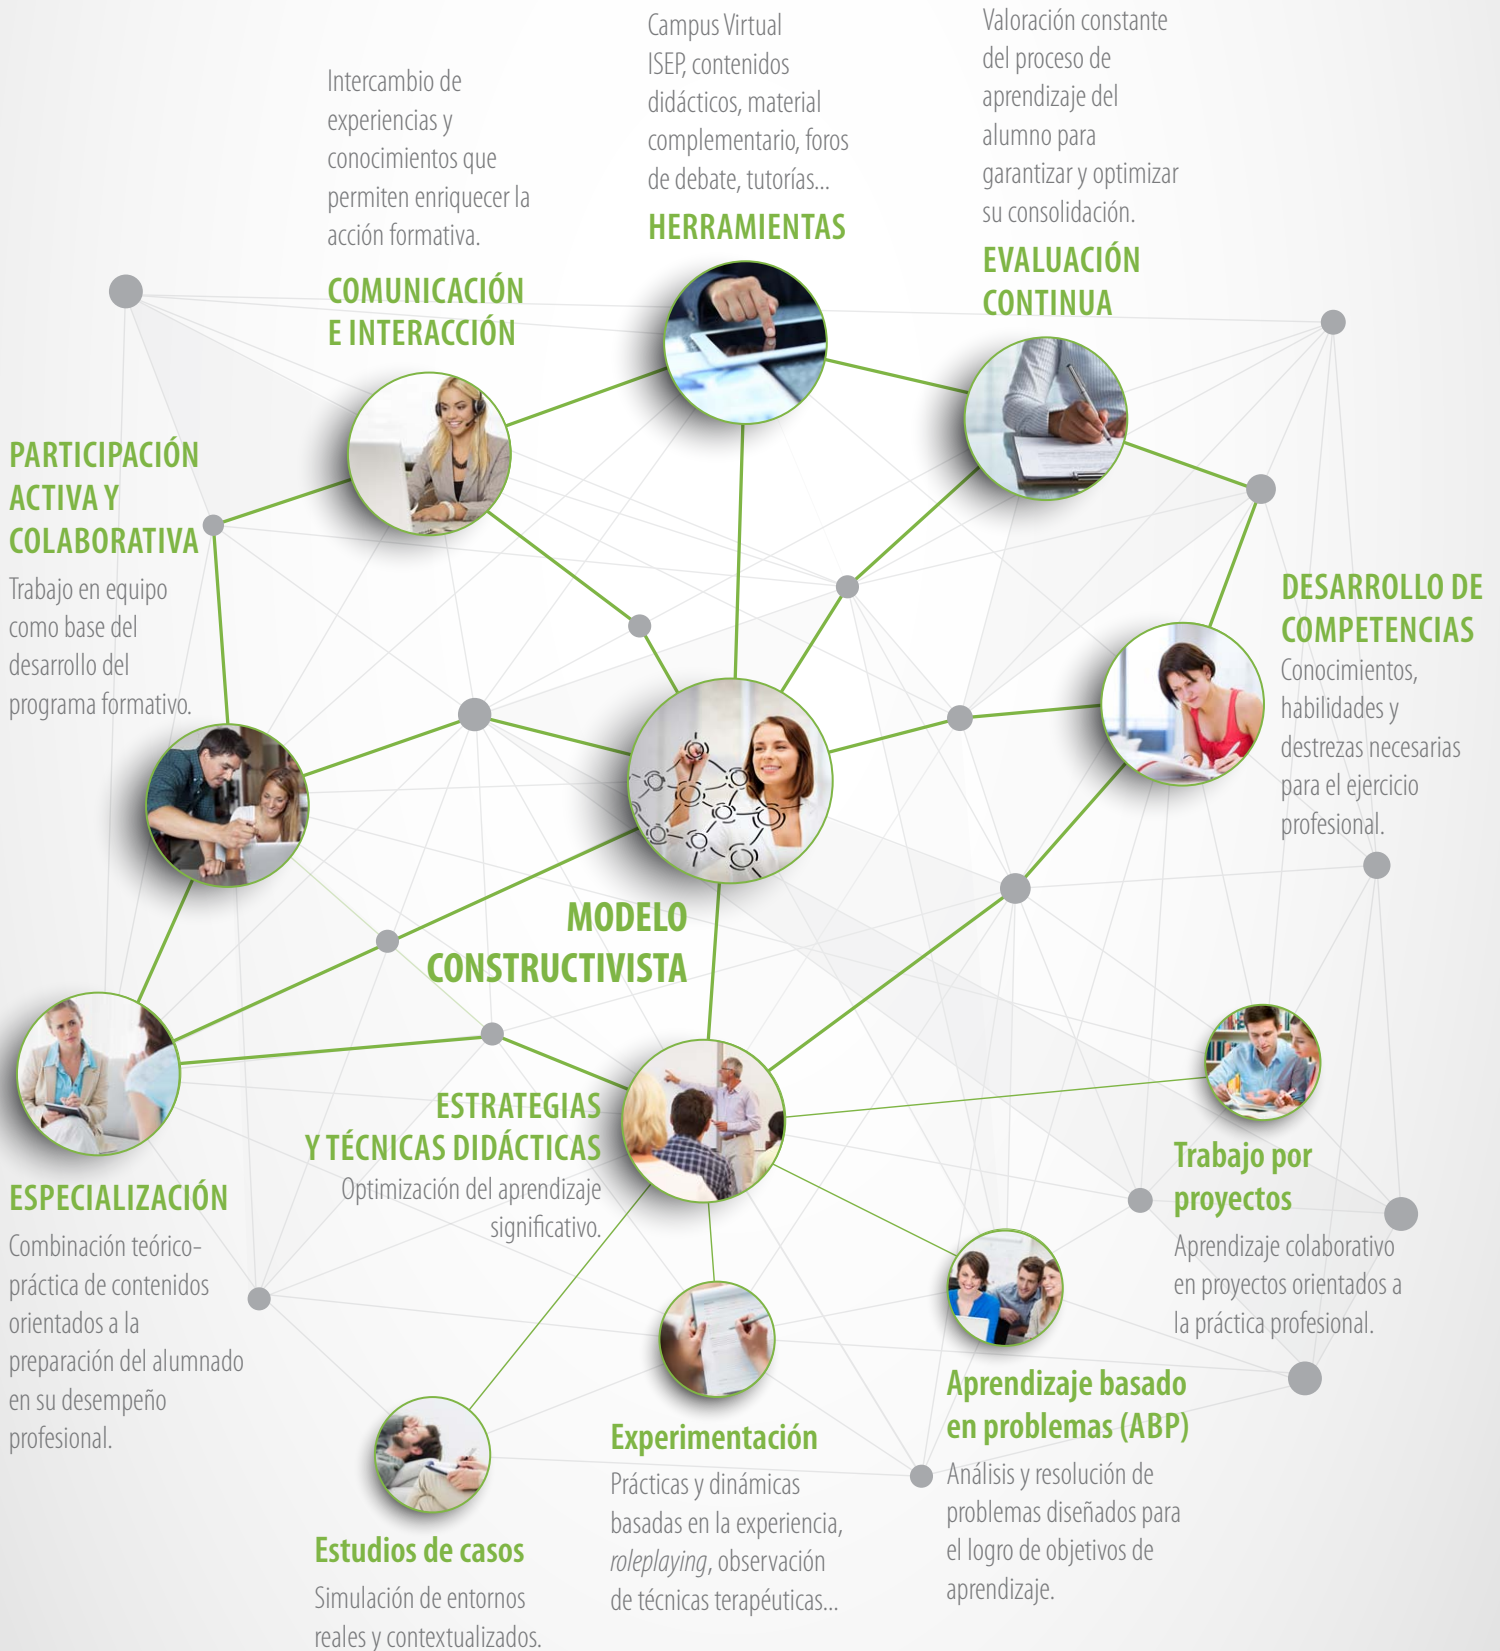 Intercambio de
experiencias y
conocimientos que
permiten enriquecer la
acción formativa.
COMUNICACIÓN
E INTERACCIÓN
Campus Virtual
ISEP, contenidos
didácticos, material
complementario, foros
de debate, tutorías...
HERRAMIENTAS
Valoración constante
del proceso de
aprendizaje del
alumno para
garantizar y optimizar
su consolidación.
EVALUACIÓN
CONTINUA
PARTICIPACIÓN
ACTIVA Y
COLABORATIVA
Trabajo en equipo
como base del
desarrollo del
programa formativo.
DESARROLLO DE
COMPETENCIAS
Conocimientos,
habilidades y
destrezas necesarias
para el ejercicio
profesional.
MODELO
CONSTRUCTIVISTA
ESTRATEGIAS
Y TÉCNICAS DIDÁCTICAS
Optimización del aprendizaje
significativo.
ESPECIALIZACIÓN
Combinación teórico-
práctica de contenidos
orientados a la
preparación del alumnado
en su desempeño
profesional.
Trabajo por
proyectos
Aprendizaje colaborativo
en proyectos orientados a
la práctica profesional.
Aprendizaje basado
en problemas (ABP)
Análisis y resolución de
problemas diseñados para
el logro de objetivos de
aprendizaje.
Experimentación
Prácticas y dinámicas
basadas en la experiencia,
roleplaying, observación
de técnicas terapéuticas...
Estudios de casos
Simulación de entornos
reales y contextualizados.